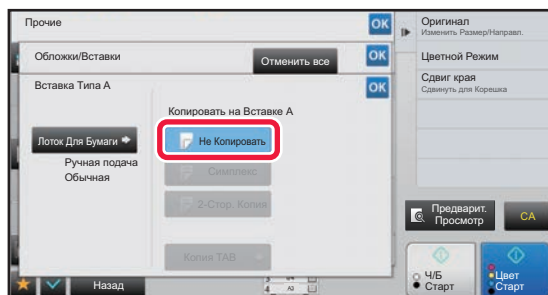 Прочие
OK
Обложки/Вставки
Отменить все
OK
Вставка Типа А
OK
Копировать на Вставке А
Лоток Для Бумаги
Не Копировать
Ручная подача
Обычная
Симплекс
2-Стор. Копия
Копия ТАВ
Назад
Оригинал
Изменить Размер/Направл.
Цветной Режим
Сдвиг края
Сдвинуть для Корешка
Предварит.
Просмотр
CA
Ч/Б
Старт
Цвет
Старт